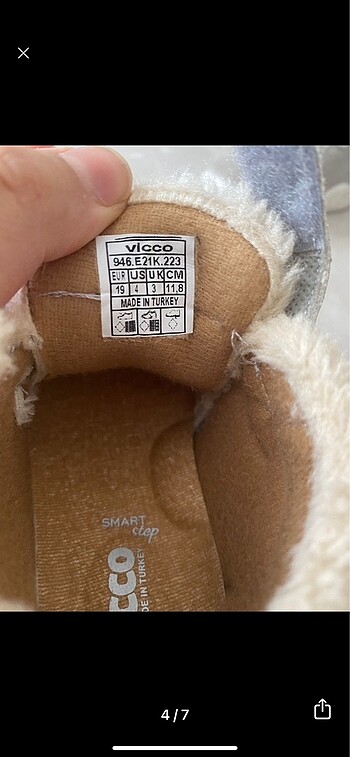 vicco
946.E21K.223
EUR US UK CM
19 4 3 11,8
MADE IN TURKEY
SMART
step
CCO
DE IN TURKEY
4 / 7